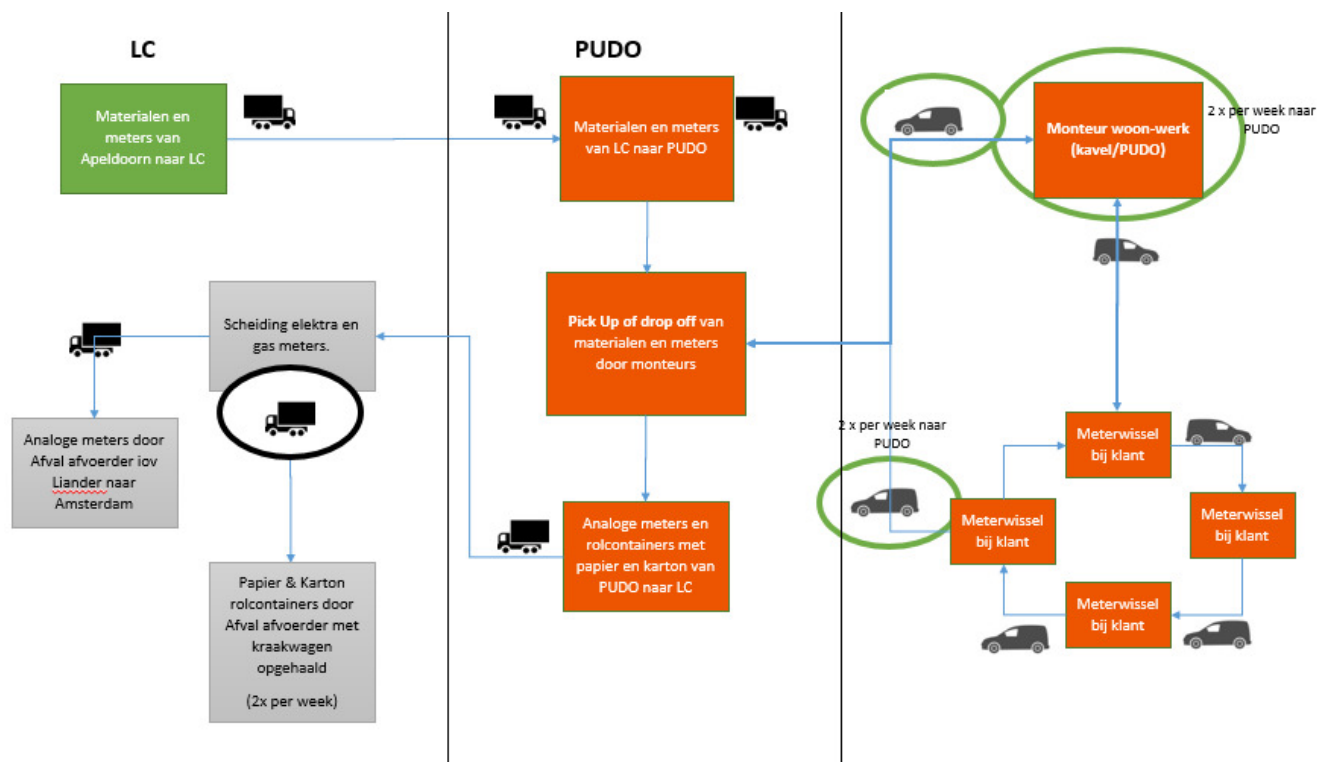 LC
Materialen en
meters van
Apeldoorn naar LC
Scheiding elektra en
gas meters.
Analoge meters door
Afval afvoerder iov
Liander naar
Amsterdam
Papier & Karton
rolcontainers door
Afval afvoerder met
kraakwagen
opgehaald
(2x per week)
PUDO
Materialen en meters
van LC naar PUDO
Pick Up of drop off van
materialen en meters
door monteurs
Analoge meters en
rolcontainers met
papier en karton van
PUDO naar LC
Monteur woon-werk
(kavel/PUDO)
2 x per week naar
PUDO
2 x per week naar
PUDO
Meterwissel
bij klant
Meterwissel
bij klant
Meterwissel
bij klant
Meterwissel
bij klant